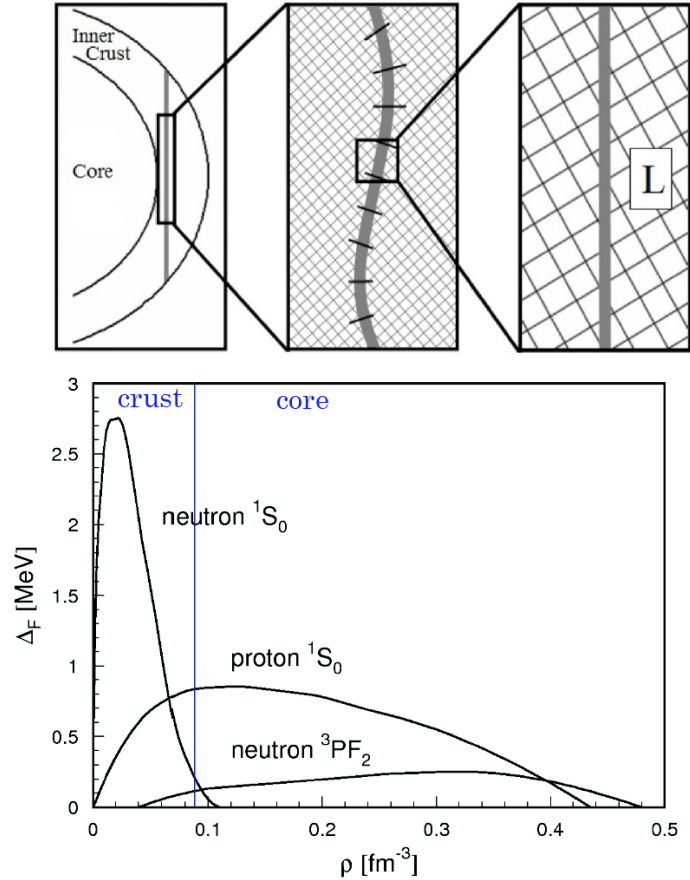 Inner
Crust
Core
L
3
2.5
2
1.5
1
0.5
0
Δ_F [MeV]
crust
core
neutron ¹S₀
proton ¹S₀
neutron ³PF₂
0 0.1 0.2 0.3 0.4 0.5
ρ [fm⁻³]